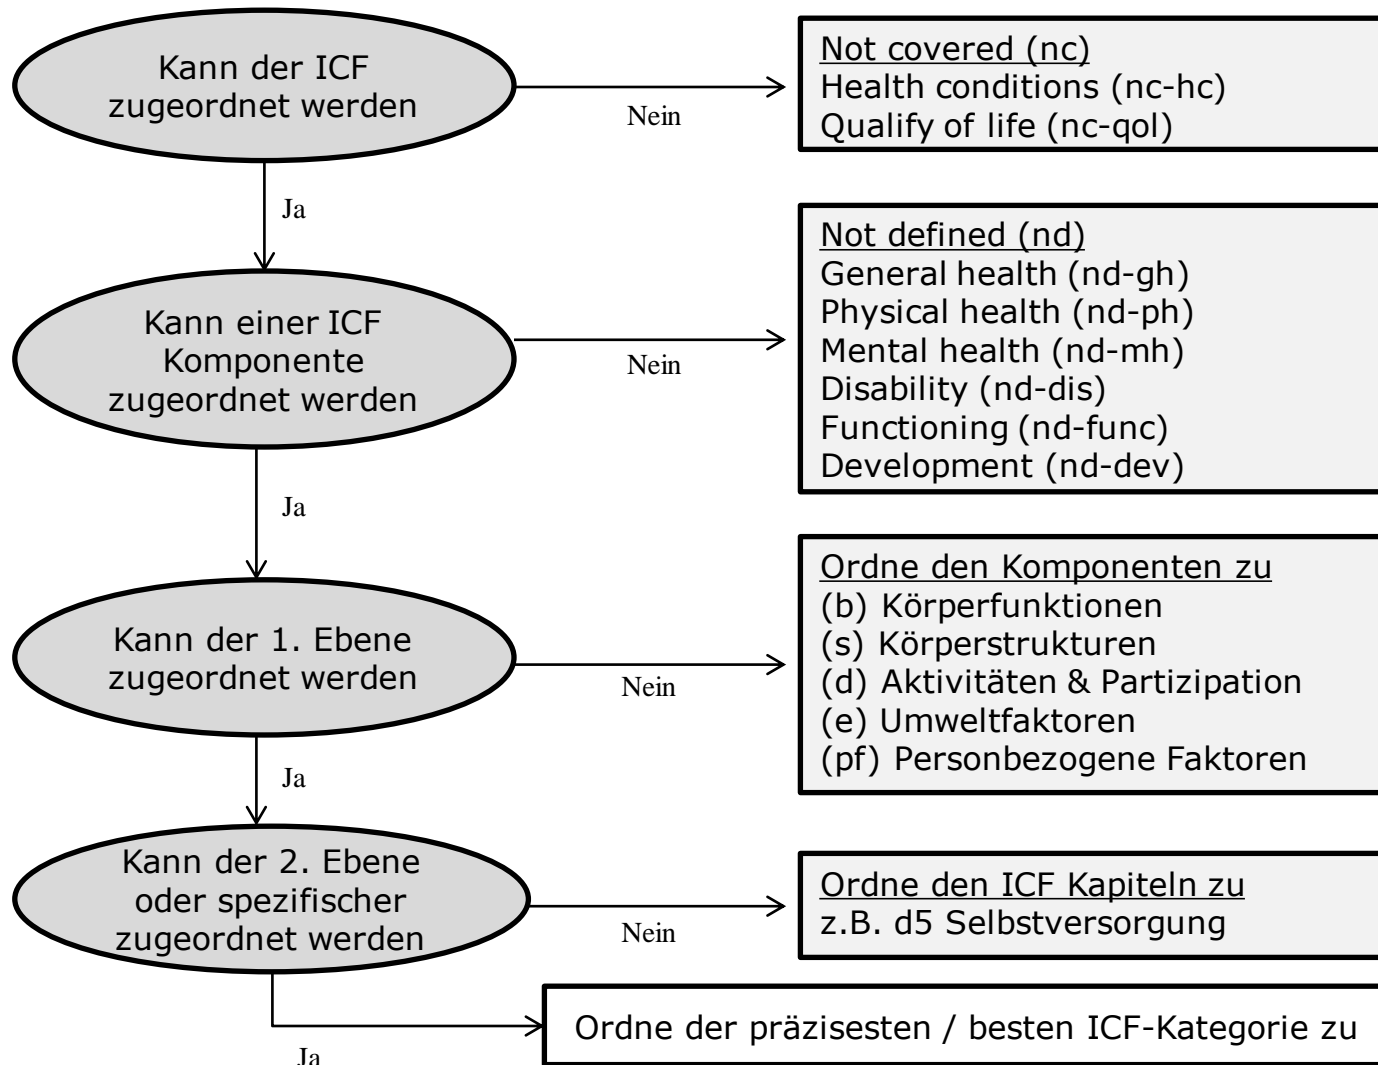 Kann der ICF
zugeordnet werden
Nein
Not covered (nc)
Health conditions (nc-hc)
Qualify of life (nc-qol)
Ja
Kann einer ICF
Komponente
zugeordnet werden
Nein
Not defined (nd)
General health (nd-gh)
Physical health (nd-ph)
Mental health (nd-mh)
Disability (nd-dis)
Functioning (nd-func)
Development (nd-dev)
Ja
Kann der 1. Ebene
zugeordnet werden
Nein
Ordne den Komponenten zu
(b) Körperfunktionen
(s) Körperstrukturen
(d) Aktivitäten & Partizipation
(e) Umweltfaktoren
(pf) Personbezogene Faktoren
Ja
Kann der 2. Ebene
oder spezifischer
zugeordnet werden
Nein
Ordne den ICF Kapiteln zu
z.B. d5 Selbstversorgung
Ja
Ordne der präzisesten / besten ICF-Kategorie zu